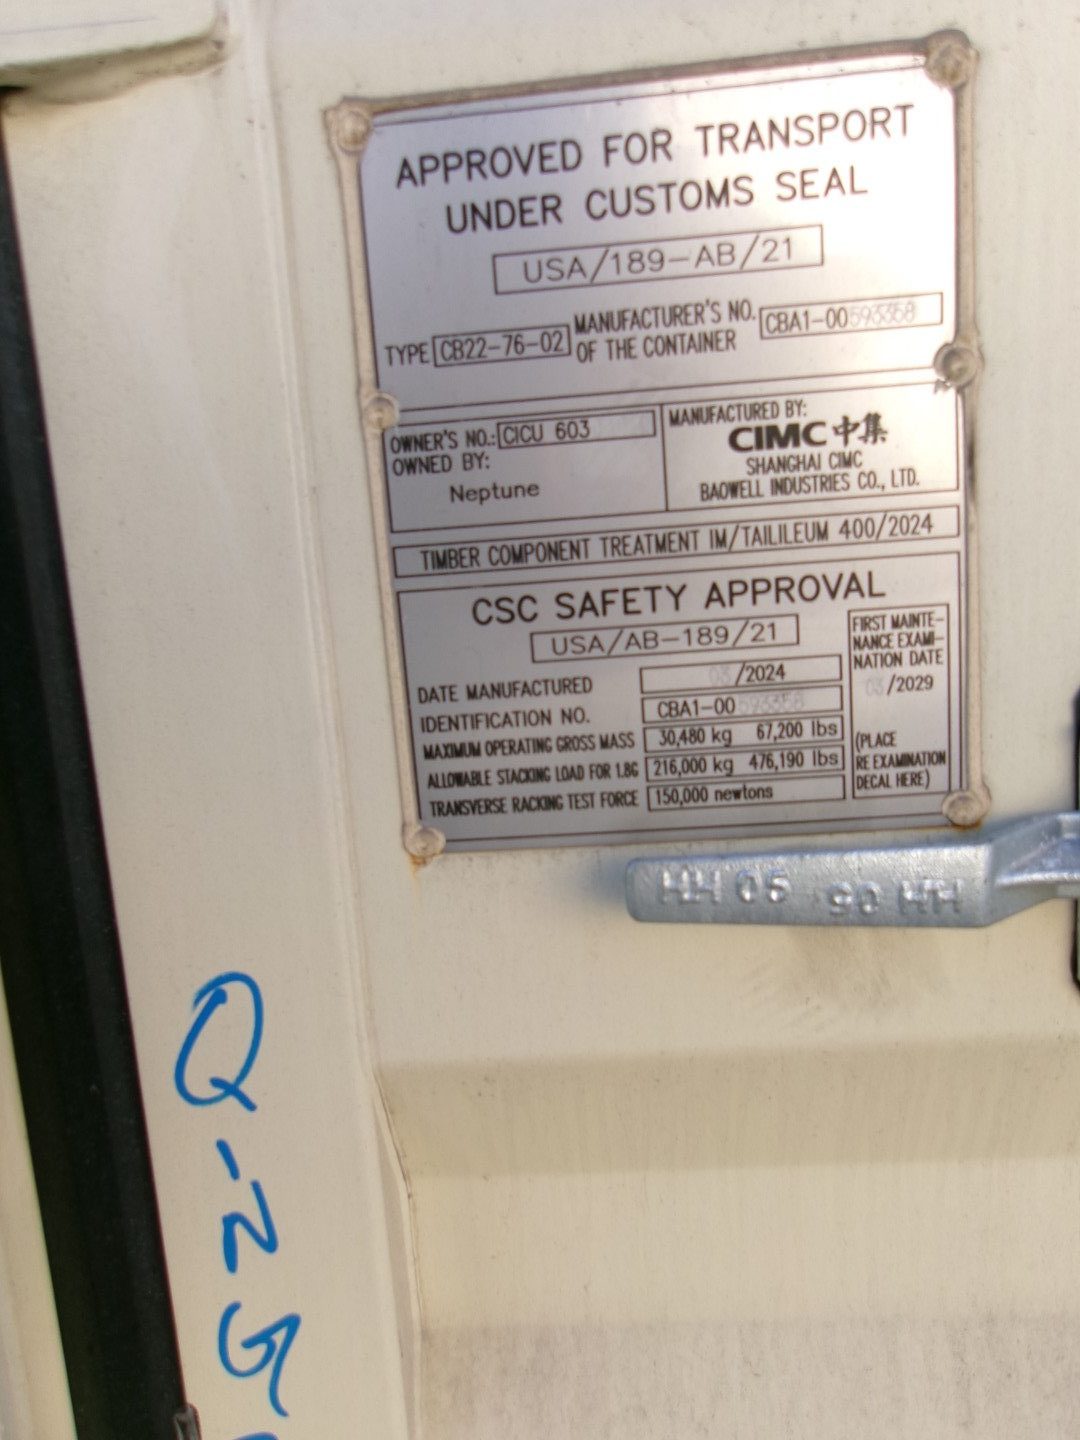 APPROVED FOR TRANSPORT
UNDER CUSTOMS SEAL
USA/189-AB/21
TYPE CB22-76-02 MANUFACTURER'S NO. OF THE CONTAINER CBA1-00593358
OWNER'S NO.: CICU 603
OWNED BY:
Neptune
MANUFACTURED BY:
CIMC 中集
SHANGHAI CIMC
BAOWELL INDUSTRIES CO., LTD.
TIMBER COMPONENT TREATMENT IM/TAILILEUM 400/2024
CSC SAFETY APPROVAL
USA/AB-189/21
DATE MANUFACTURED 03/2024
IDENTIFICATION NO. CBA1-00593358
MAXIMUM OPERATING GROSS MASS 30,480 kg 67,200 lbs
ALLOWABLE STACKING LOAD FOR 1.8G 216,000 kg 476,190 lbs
TRANSVERSE RACKING TEST FORCE 150,000 newtons
FIRST MAINTE-
NANCE EXAMI-
NATION DATE
03/2029
(PLACE
RE EXAMINATION
DECAL HERE)
HH 05 90 HH